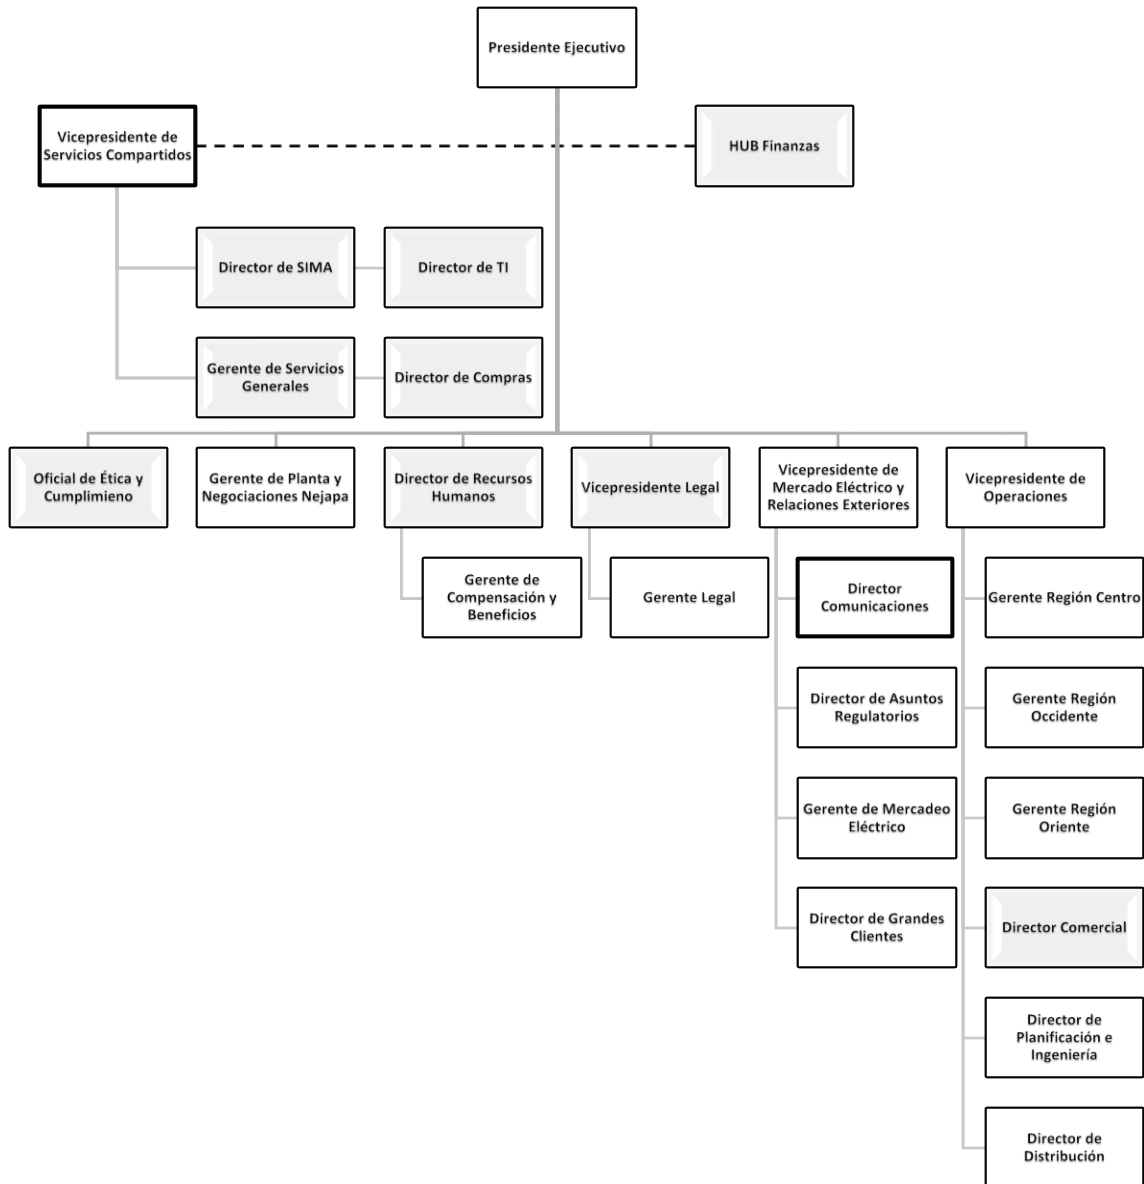 Presidente Ejecutivo
Vicepresidente de
Servicios Compartidos
HUB Finanzas
Director de SIMA
Director de TI
Gerente de Servicios
Generales
Director de Compras
Oficial de Ética y
Cumplimieno
Gerente de Planta y
Negociaciones Nejapa
Director de Recursos
Humanos
Vicepresidente Legal
Vicepresidente de
Mercado Eléctrico y
Relaciones Exteriores
Vicepresidente de
Operaciones
Gerente de
Compensación y
Beneficios
Gerente Legal
Director
Comunicaciones
Gerente Región Centro
Director de Asuntos
Regulatorios
Gerente Región
Occidente
Gerente de Mercadeo
Eléctrico
Gerente Región
Oriente
Director de Grandes
Clientes
Director Comercial
Director de
Planificación e
Ingeniería
Director de
Distribución